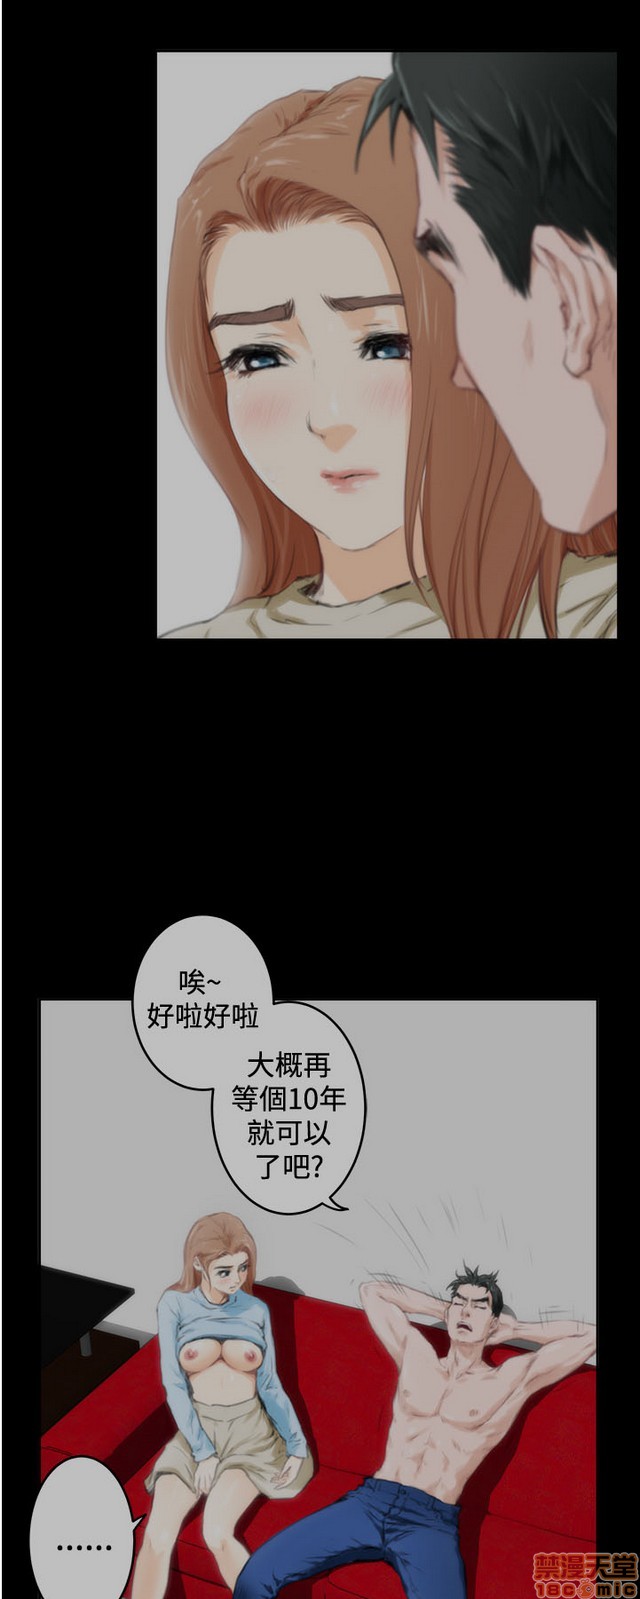 唉~
好啦好啦
大概再
等個10年
就可以
了吧?
……
禁漫天堂
18comic